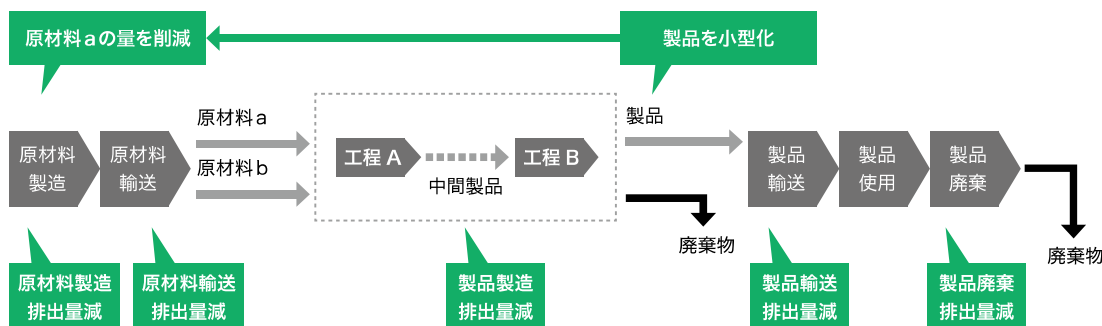 原材料aの量を削減
製品を小型化
原材料a
原材料b
製品
原材料
製造
原材料
輸送
工程 A
中間製品
工程 B
製品
輸送
製品
使用
製品
廃棄
廃棄物
廃棄物
原材料製造
排出量減
原材料輸送
排出量減
製品製造
排出量減
製品輸送
排出量減
製品廃棄
排出量減